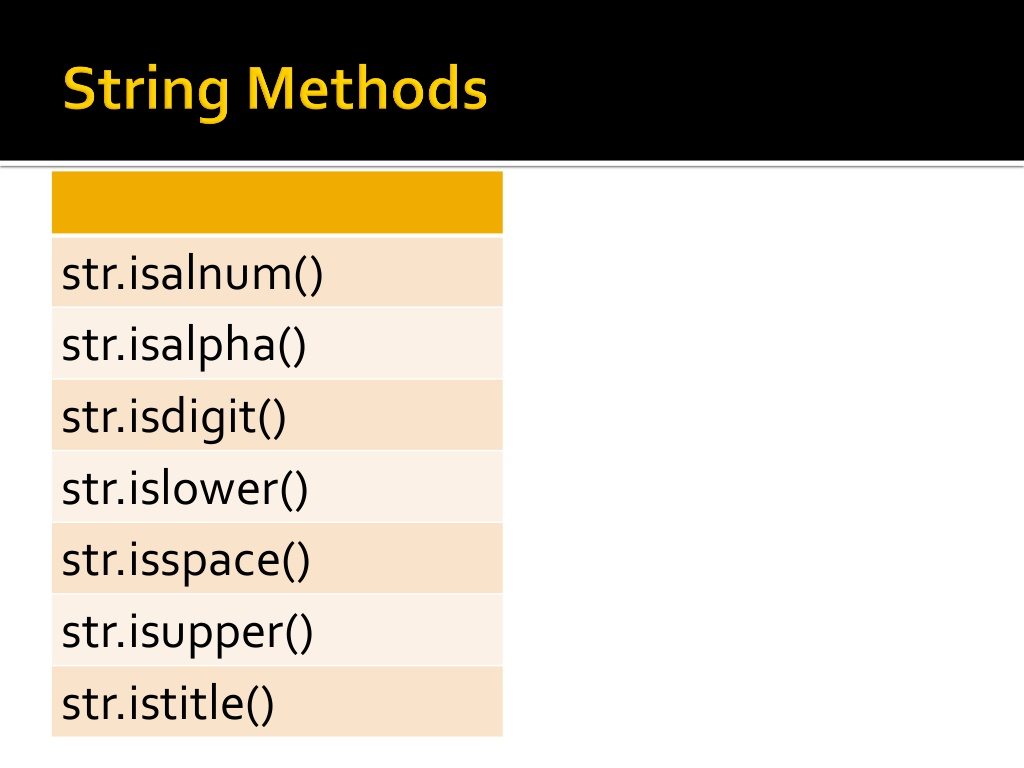 String Methods
str.isalnum()
str.isalpha()
str.isdigit()
str.islower()
str.isspace()
str.isupper()
str.istitle()